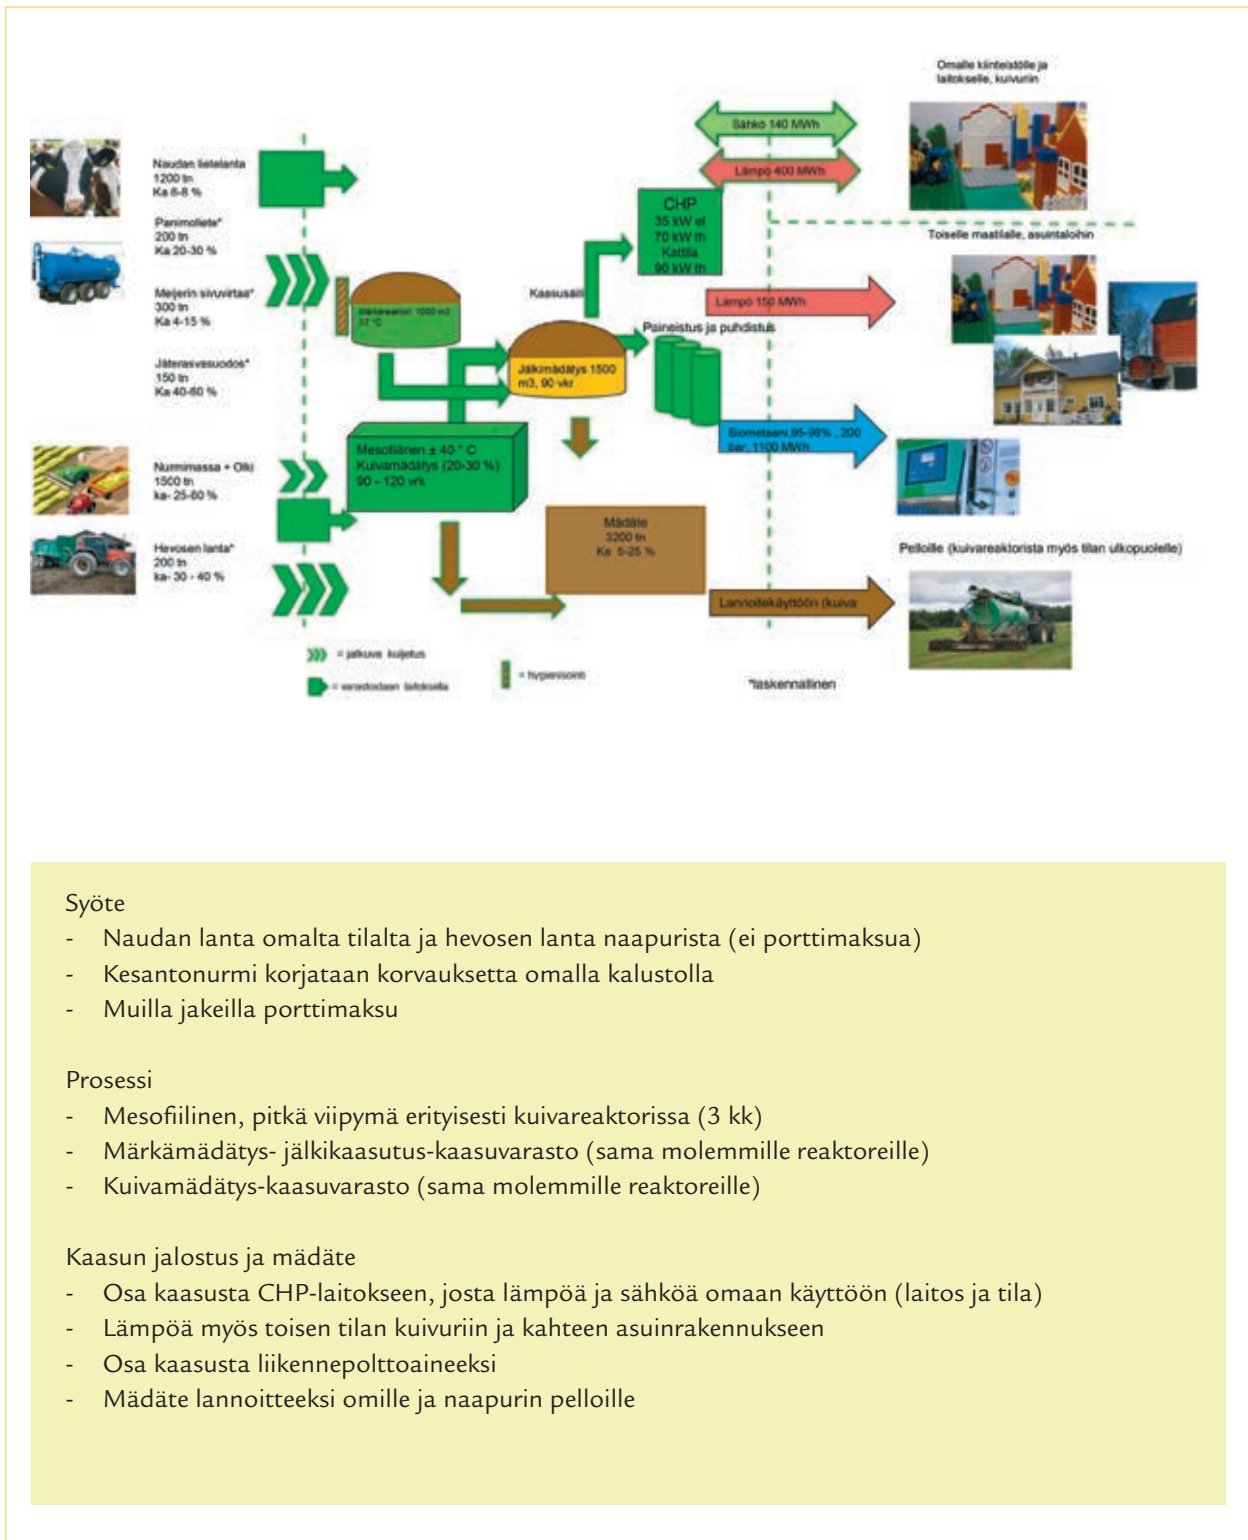 Omalle kiinteistölle ja
laitokselle, kuivuriin
Sähkö 140 MWh
Lämpö 400 MWh
Naudan lietelanta
1200 tn
Ka 6-8 %
Panimoliete*
200 tn
Ka 20-30 %
Meijerin sivuvirtaa*
300 tn
Ka 4-15 %
Jäterasvasuodos*
150 tn
Ka 40-60 %
Nurmimassa + Olki
1500 tn
ka- 25-60 %
Hevosen lanta*
200 tn
ka- 30 - 40 %
Märkäreaktori 1000 m3
37 °C
Kaasusäili
CHP
35 kW el
70 kW th
Kattila
90 kW th
Toiselle maatilalle, asuintaloihin
Lämpö 150 MWh
Paineistus ja puhdistus
Jälkimädätys 1500
m3, 90 vkr
Mesofiilinen ± 40 ° C
Kuivamädätys (20-30 %)
90 - 120 vrk
Biometaani,95-98% , 200
bar, 1100 MWh
Mädäte
3200 tn
Ka 5-25 %
Pelloille (kuivareaktorista myös tilan ulkopuolelle)
Lannoitekäyttöön (kuiva
= jatkuva kuljetus
= varastoidaan laitoksella
= hygienisointi
*laskennallinen
Syöte
- Naudan lanta omalta tilalta ja hevosen lanta naapurista (ei porttimaksua)
- Kesantonurmi korjataan korvauksetta omalla kalustolla
- Muilla jakeilla porttimaksu
Prosessi
- Mesofiilinen, pitkä viipymä erityisesti kuivareaktorissa (3 kk)
- Märkämädätys- jälkikaasutus-kaasuvarasto (sama molemmille reaktoreille)
- Kuivamädätys-kaasuvarasto (sama molemmille reaktoreille)
Kaasun jalostus ja mädäte
- Osa kaasusta CHP-laitokseen, josta lämpöä ja sähköä omaan käyttöön (laitos ja tila)
- Lämpöä myös toisen tilan kuivuriin ja kahteen asuinrakennukseen
- Osa kaasusta liikennepolttoaineeksi
- Mädäte lannoitteeksi omille ja naapurin pelloille